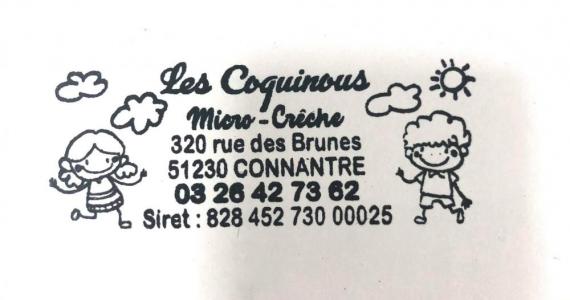 Les Coquinous
Micro - Crèche
320 rue des Brunes
51230 CONNANTRE
03 26 42 73 62
Siret : 828 452 730 00025